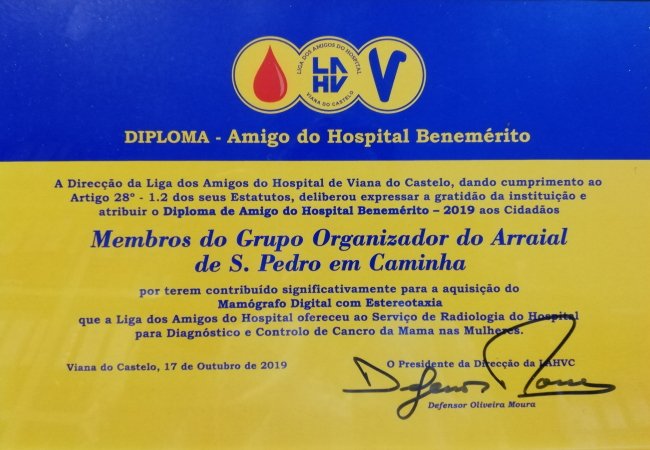 LIGA DOS AMIGOS DO HOSPITAL
LAHV
VIANA DO CASTELO
V
DIPLOMA - Amigo do Hospital Benemérito
A Direcção da Liga dos Amigos do Hospital de Viana do Castelo, dando cumprimento ao
Artigo 28º - 1.2 dos seus Estatutos, deliberou expressar a gratidão da instituição e
atribuir o Diploma de Amigo do Hospital Benemérito – 2019 aos Cidadãos
Membros do Grupo Organizador do Arraial
de S. Pedro em Caminha
por terem contribuído significativamente para a aquisição do
Mamógrafo Digital com Estereotaxia
que a Liga dos Amigos do Hospital ofereceu ao Serviço de Radiologia do Hospital
para Diagnóstico e Controlo de Cancro da Mama nas Mulheres.
Viana do Castelo, 17 de Outubro de 2019
O Presidente da Direcção da LAHVC
Defensor Moura
Defensor Oliveira Moura